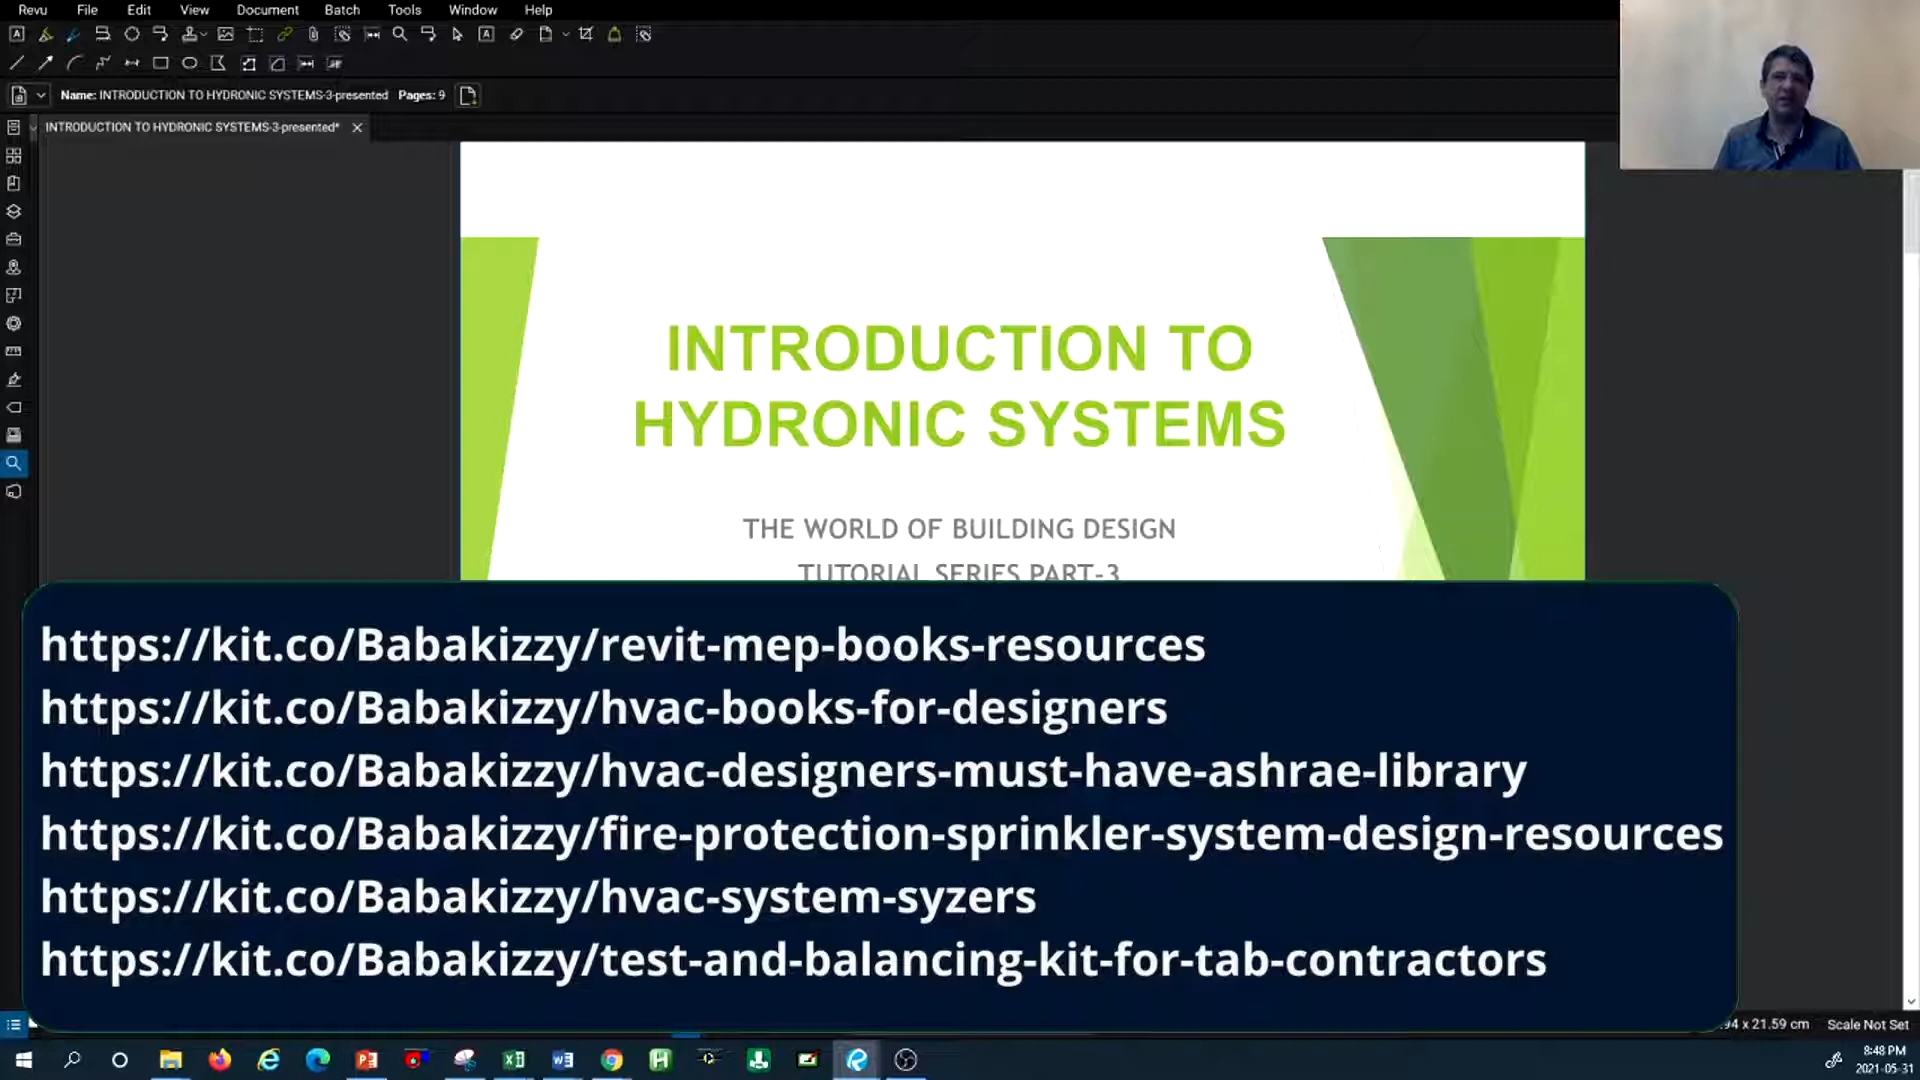 Revu File Edit View Document Batch Tools Window Help
Name: INTRODUCTION TO HYDRONIC SYSTEMS-3-presented Pages: 9
INTRODUCTION TO HYDRONIC SYSTEMS-3-presented*
INTRODUCTION TO
HYDRONIC SYSTEMS
THE WORLD OF BUILDING DESIGN
TUTORIAL SERIES PART-3
https://kit.co/Babakizzy/revit-mep-books-resources
https://kit.co/Babakizzy/hvac-books-for-designers
https://kit.co/Babakizzy/hvac-designers-must-have-ashrae-library
https://kit.co/Babakizzy/fire-protection-sprinkler-system-design-resources
https://kit.co/Babakizzy/hvac-system-syzers
https://kit.co/Babakizzy/test-and-balancing-kit-for-tab-contractors
x 21.59 cm Scale Not Set
8:48 PM
2021-05-31